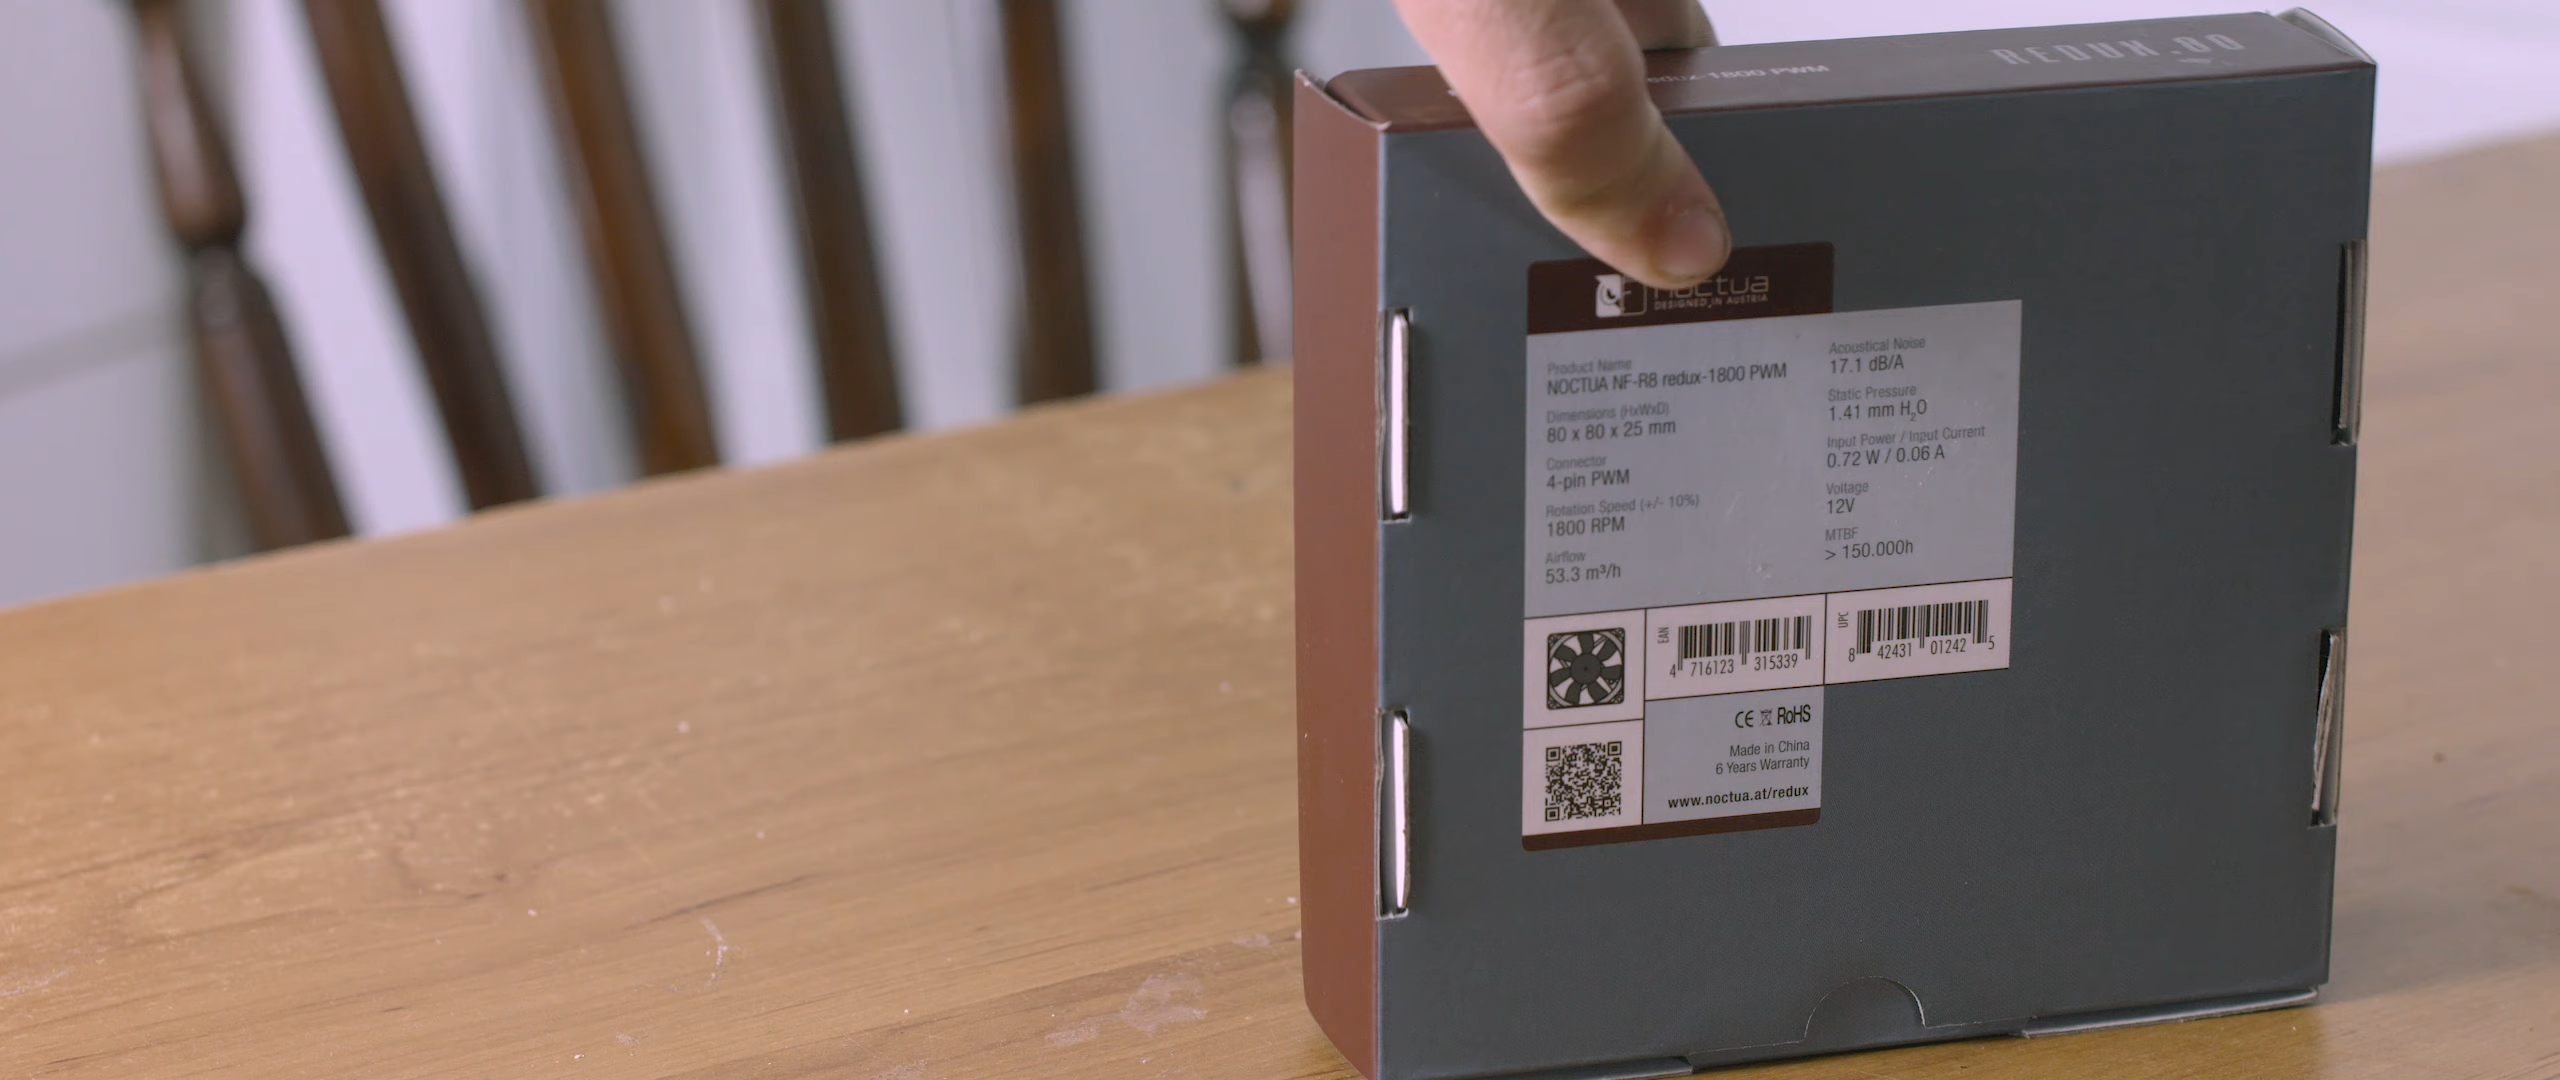 redux-1800 PWM
REDUX .80
noctua
DESIGNED IN AUSTRIA
Product Name
NOCTUA NF-R8 redux-1800 PWM
Dimensions (HxWxD)
80 x 80 x 25 mm
Connector
4-pin PWM
Rotation Speed (+/- 10%)
1800 RPM
Airflow
53.3 m³/h
Acoustical Noise
17.1 dB/A
Static Pressure
1.41 mm H₂O
Input Power / Input Current
0.72 W / 0.06 A
Voltage
12V
MTBF
> 150.000h
EAN
4 716123 315339
UPC
8 42431 01242 5
CE RoHS
Made in China
6 Years Warranty
www.noctua.at/redux